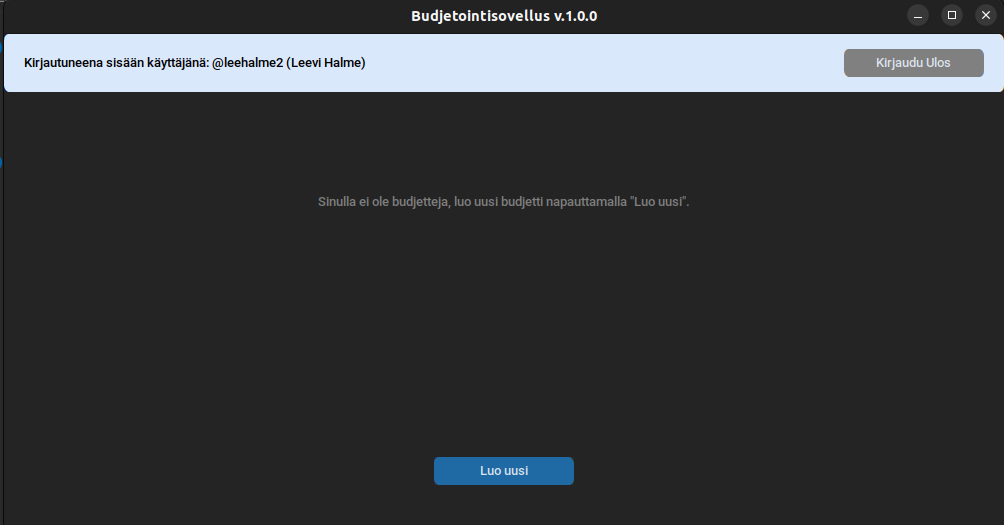 Budjetointisovellus v.1.0.0
Kirjautuneena sisään käyttäjänä: @leehalme2 (Leevi Halme)
Kirjaudu Ulos
Sinulla ei ole budjetteja, luo uusi budjetti napauttamalla "Luo uusi".
Luo uusi